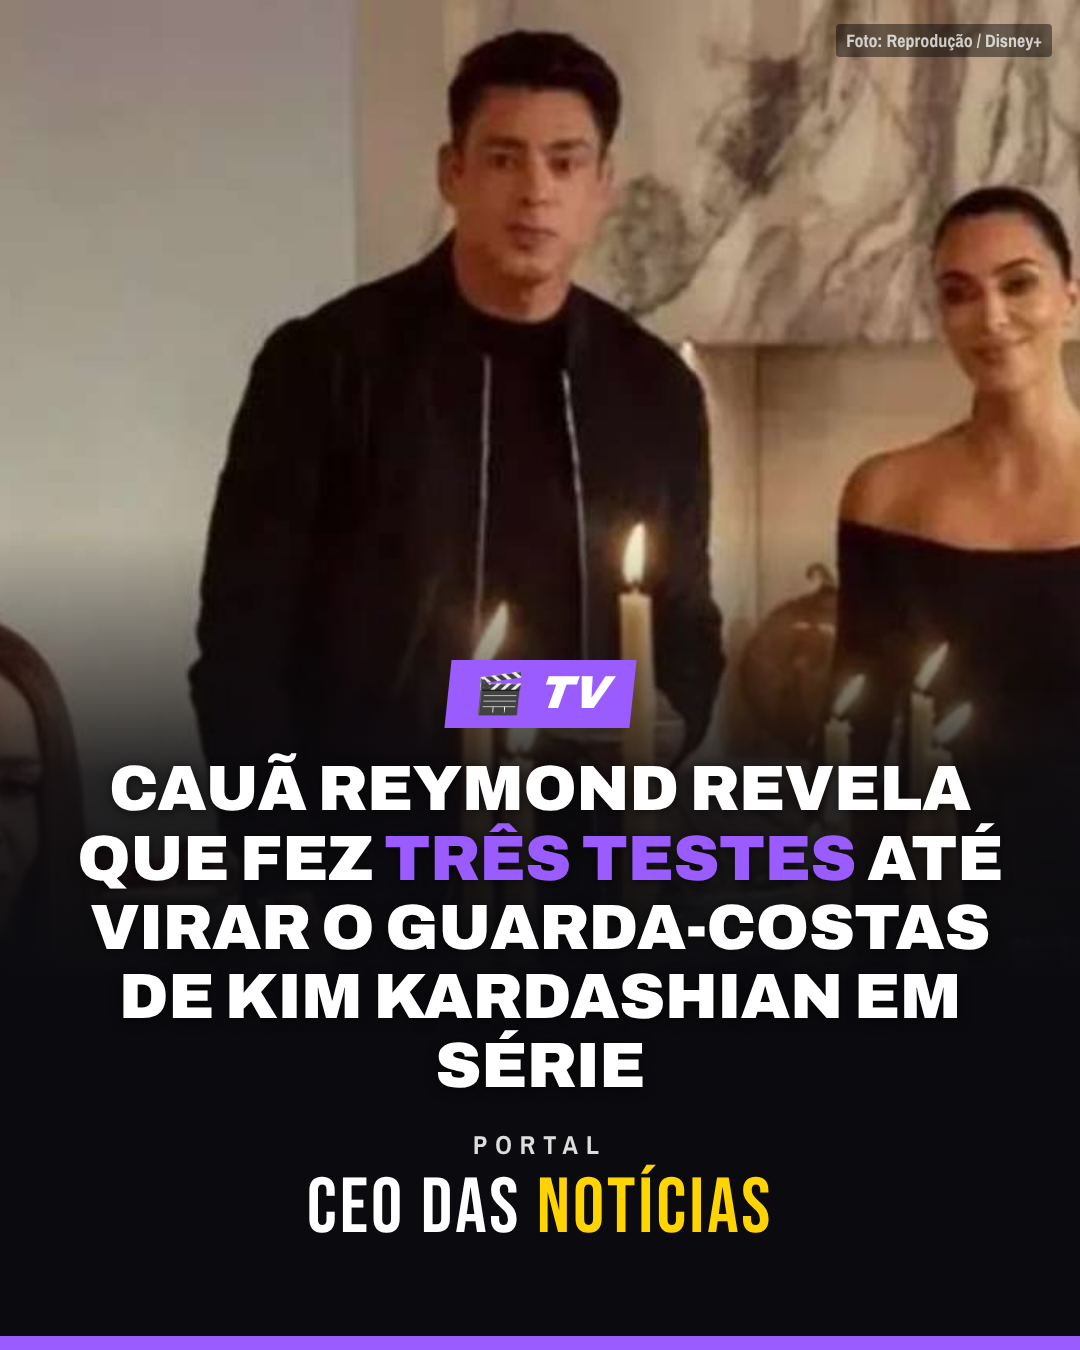 Foto: Reprodução / Disney+
TV
CAUÃ REYMOND REVELA
QUE FEZ TRÊS TESTES ATÉ
VIRAR O GUARDA-COSTAS
DE KIM KARDASHIAN EM
SÉRIE
PORTAL
CEO DAS NOTÍCIAS